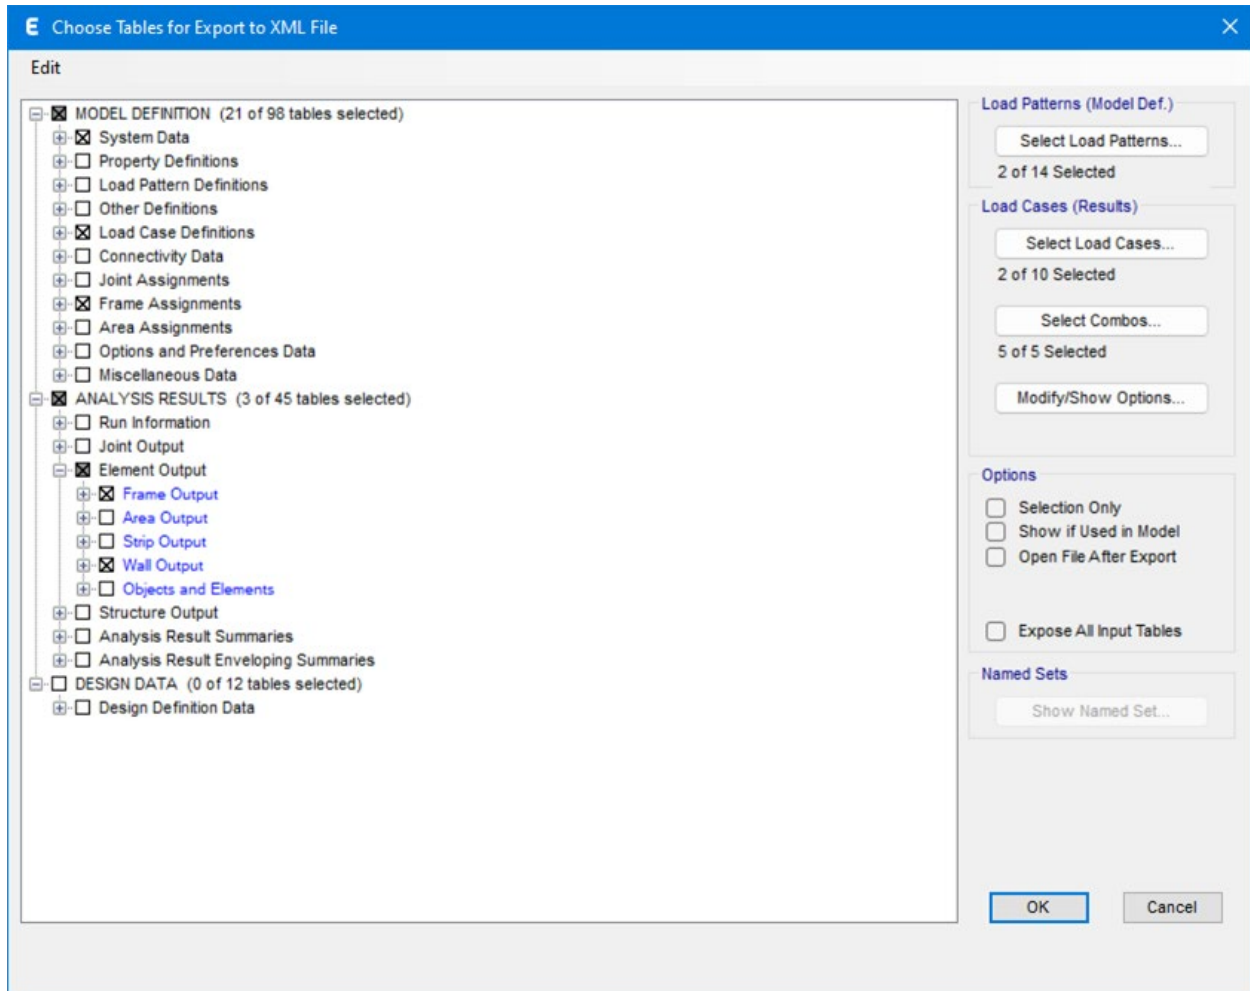 E Choose Tables for Export to XML File
Edit
MODEL DEFINITION (21 of 98 tables selected)
System Data
Property Definitions
Load Pattern Definitions
Other Definitions
Load Case Definitions
Connectivity Data
Joint Assignments
Frame Assignments
Area Assignments
Options and Preferences Data
Miscellaneous Data
ANALYSIS RESULTS (3 of 45 tables selected)
Run Information
Joint Output
Element Output
Frame Output
Area Output
Strip Output
Wall Output
Objects and Elements
Structure Output
Analysis Result Summaries
Analysis Result Enveloping Summaries
DESIGN DATA (0 of 12 tables selected)
Design Definition Data
Load Patterns (Model Def.)
Select Load Patterns...
2 of 14 Selected
Load Cases (Results)
Select Load Cases...
2 of 10 Selected
Select Combos...
5 of 5 Selected
Modify/Show Options...
Options
Selection Only
Show if Used in Model
Open File After Export
Expose All Input Tables
Named Sets
Show Named Set...
OK
Cancel